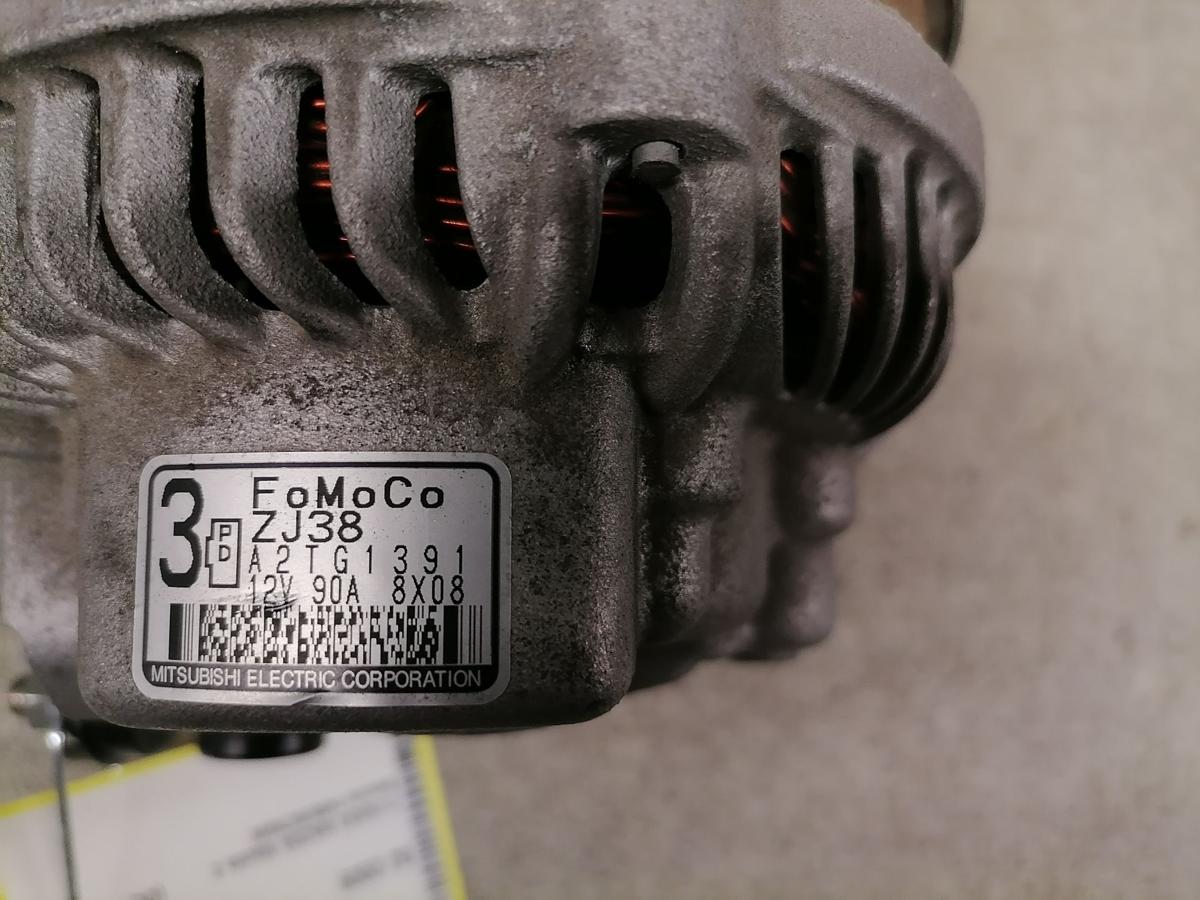 3
FoMoCo
ZJ38
P
D
A2TG1391
12V 90A 8X08
MITSUBISHI ELECTRIC CORPORATION